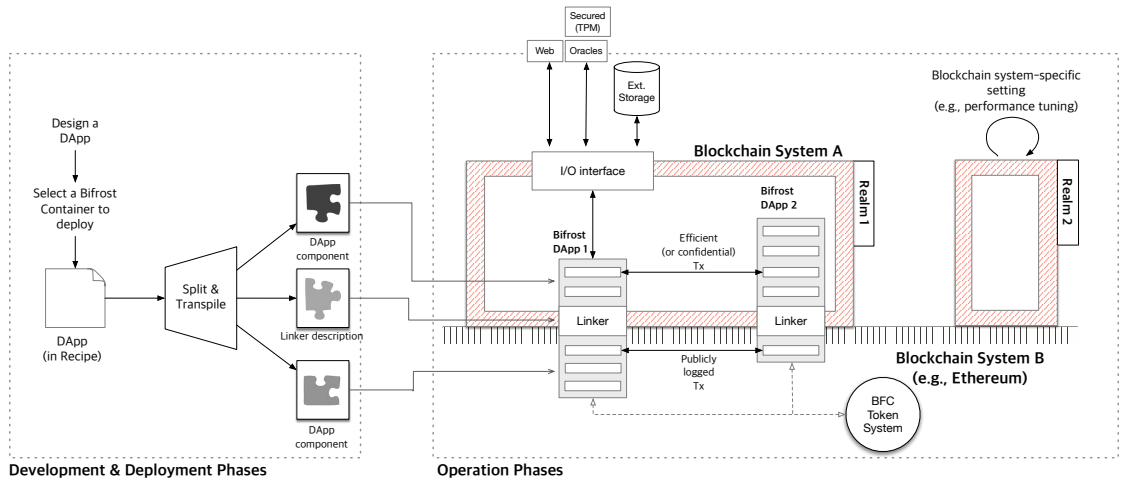 Design a
DApp
Select a Bifrost
Container to
deploy
DApp
(in Recipe)
Split &
Transpile
DApp
component
Linker description
DApp
component
Development & Deployment Phases
Secured
(TPM)
Web
Oracles
Ext.
Storage
I/O interface
Blockchain System A
Realm 1
Bifrost
DApp 1
Bifrost
DApp 2
Efficient
(or confidential)
Tx
Linker
Linker
Publicly
logged
Tx
Blockchain system-specific
setting
(e.g., performance tuning)
Realm 2
Blockchain System B
(e.g., Ethereum)
BFC
Token
System
Operation Phases